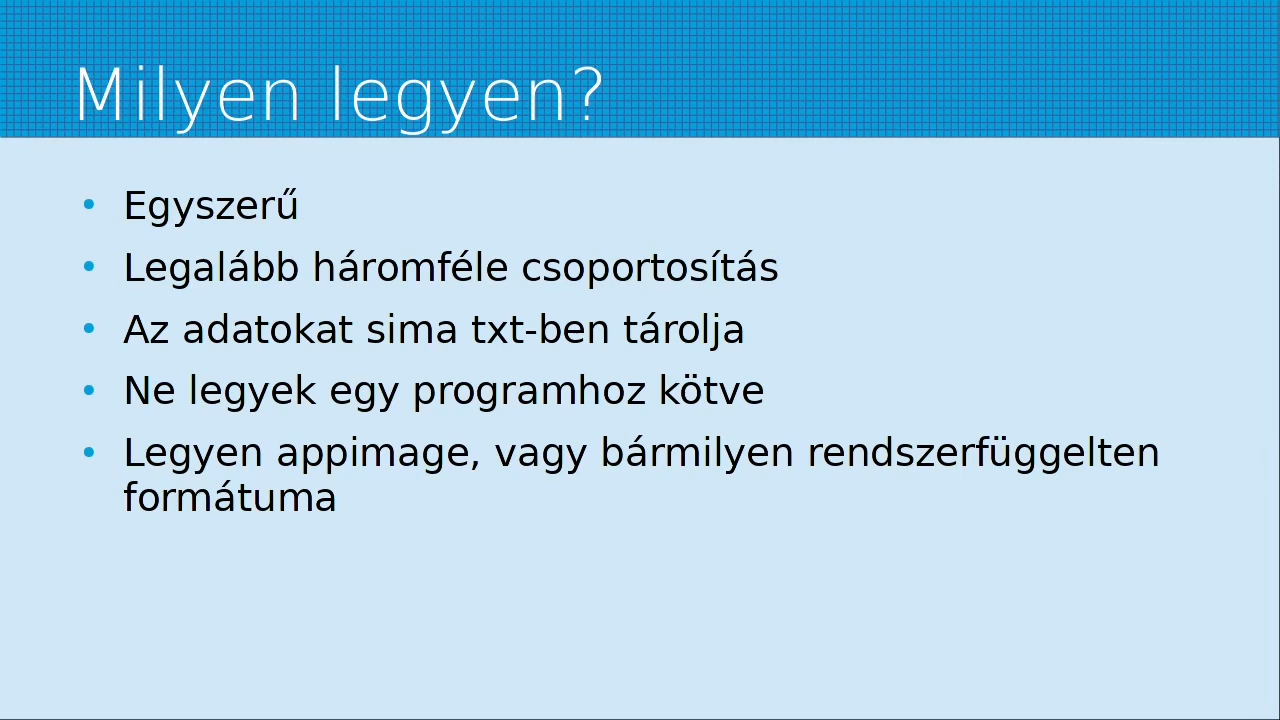 Milyen legyen?
• Egyszerű
• Legalább háromféle csoportosítás
• Az adatokat sima txt-ben tárolja
• Ne legyek egy programhoz kötve
• Legyen appimage, vagy bármilyen rendszerfüggelten
formátuma